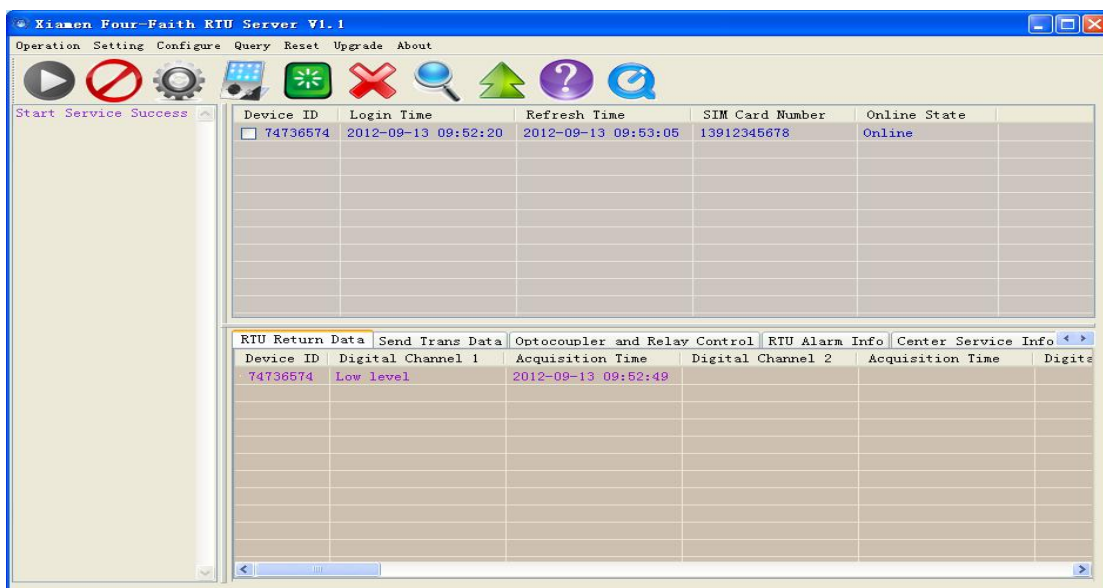 Xiamen Four-Faith RTU Server V1.1
Operation Setting Configure Query Reset Upgrade About
Start Service Success
Device ID Login Time Refresh Time SIM Card Number Online State
74736574 2012-09-13 09:52:20 2012-09-13 09:53:05 13912345678 Online
RTU Return Data Send Trans Data Optocoupler and Relay Control RTU Alarm Info Center Service Info
Device ID Digital Channel 1 Acquisition Time Digital Channel 2 Acquisition Time Digita
74736574 Low level 2012-09-13 09:52:49